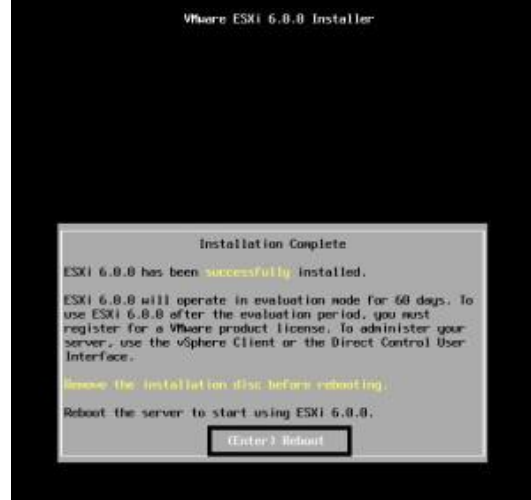 VMware ESXi 6.0.0 Installer
Installation Complete
ESXi 6.0.0 has been successfully installed.
ESXi 6.0.0 will operate in evaluation mode for 60 days. To
use ESXi 6.0.0 after the evaluation period, you must
register for a VMware product license. To administer your
server, use the vSphere Client or the Direct Control User
Interface.
Remove the installation disc before rebooting.
Reboot the server to start using ESXi 6.0.0.
(Enter) Reboot